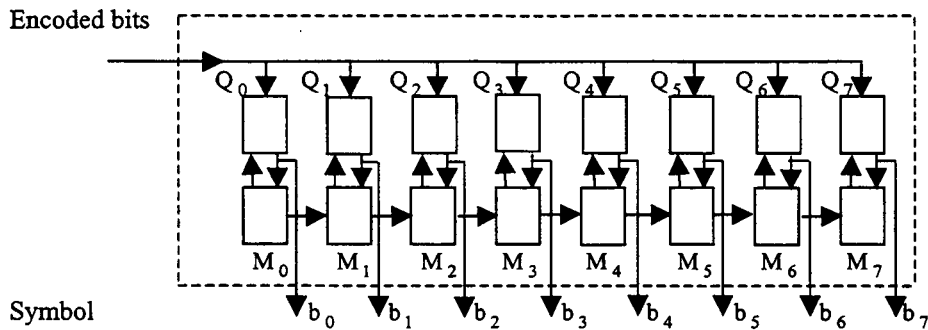 Encoded bits
Q0 Q1 Q2 Q3 Q4 Q5 Q6 Q7
M0 M1 M2 M3 M4 M5 M6 M7
Symbol b0 b1 b2 b3 b4 b5 b6 b7